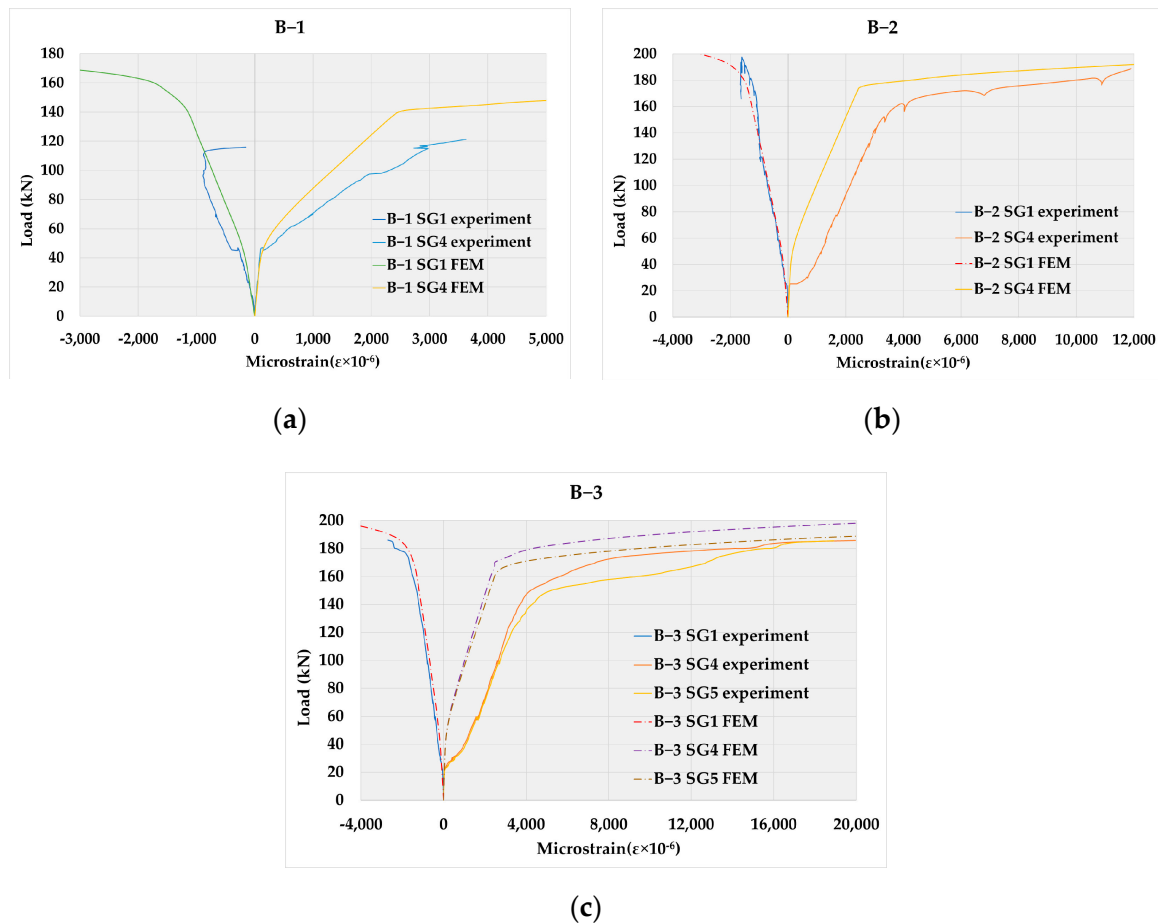 B−1
180
160
140
120
100
80
60
40
20
0
Load (kN)
-3,000 -2,000 -1,000 0 1,000 2,000 3,000 4,000 5,000
Microstrain(ε×10⁻⁶)
B−1 SG1 experiment
B−1 SG4 experiment
B−1 SG1 FEM
B−1 SG4 FEM
(a)
B−2
200
180
160
140
120
100
80
60
40
20
0
Load (kN)
-4,000 -2,000 0 2,000 4,000 6,000 8,000 10,000 12,000
Microstrain(ε×10⁻⁶)
B−2 SG1 experiment
B−2 SG4 experiment
B−2 SG1 FEM
B−2 SG4 FEM
(b)
B−3
200
180
160
140
120
100
80
60
40
20
0
Load (kN)
-4,000 0 4,000 8,000 12,000 16,000 20,000
Microstrain(ε×10⁻⁶)
B−3 SG1 experiment
B−3 SG4 experiment
B−3 SG5 experiment
B−3 SG1 FEM
B−3 SG4 FEM
B−3 SG5 FEM
(c)